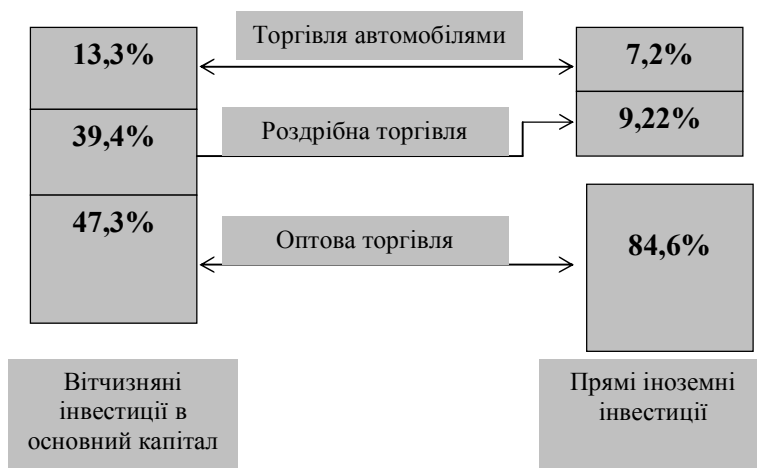 Торгівля автомобілями
13,3%
7,2%
Роздрібна торгівля
39,4%
9,22%
Оптова торгівля
47,3%
84,6%
Вітчизняні
інвестиції в
основний капітал
Прямі іноземні
інвестиції